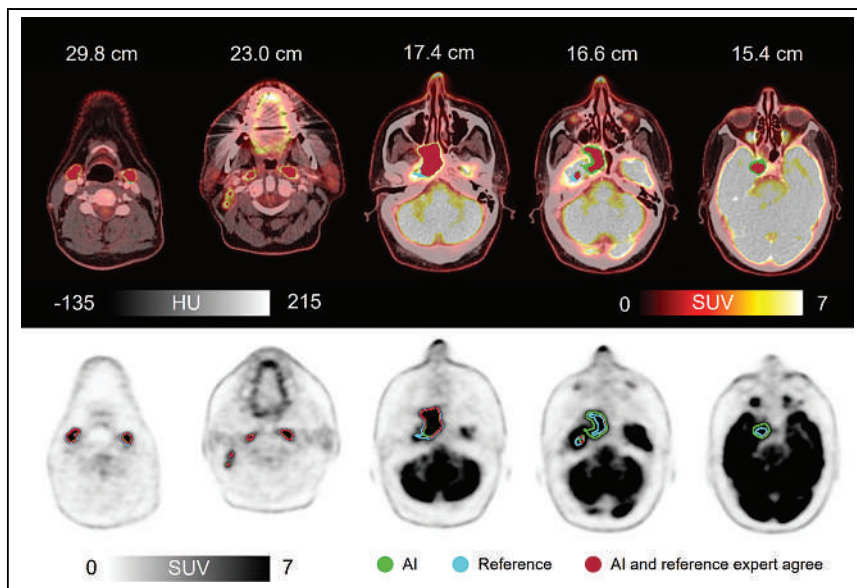 29.8 cm 23.0 cm 17.4 cm 16.6 cm 15.4 cm
-135 HU 215 0 SUV 7
0 SUV 7 AI Reference AI and reference expert agree